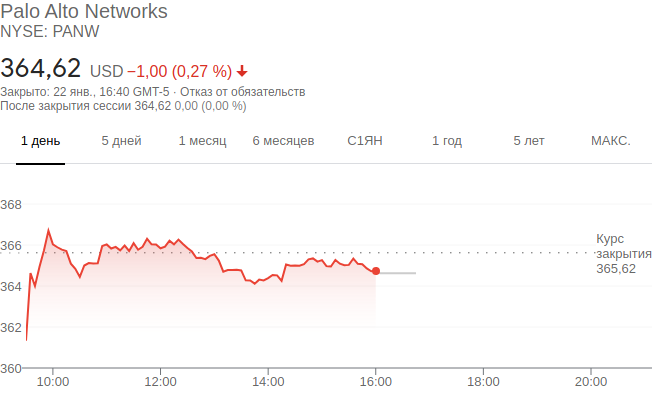 Palo Alto Networks
NYSE: PANW
364,62 USD −1,00 (0,27 %)
Закрыто: 22 янв., 16:40 GMT-5 · Отказ от обязательств
После закрытия сессии 364,62 0,00 (0,00 %)
1 день 5 дней 1 месяц 6 месяцев С1ЯН 1 год 5 лет МАКС.
368
366
364
362
360
Курс
закрытия
365,62
10:00 12:00 14:00 16:00 18:00 20:00